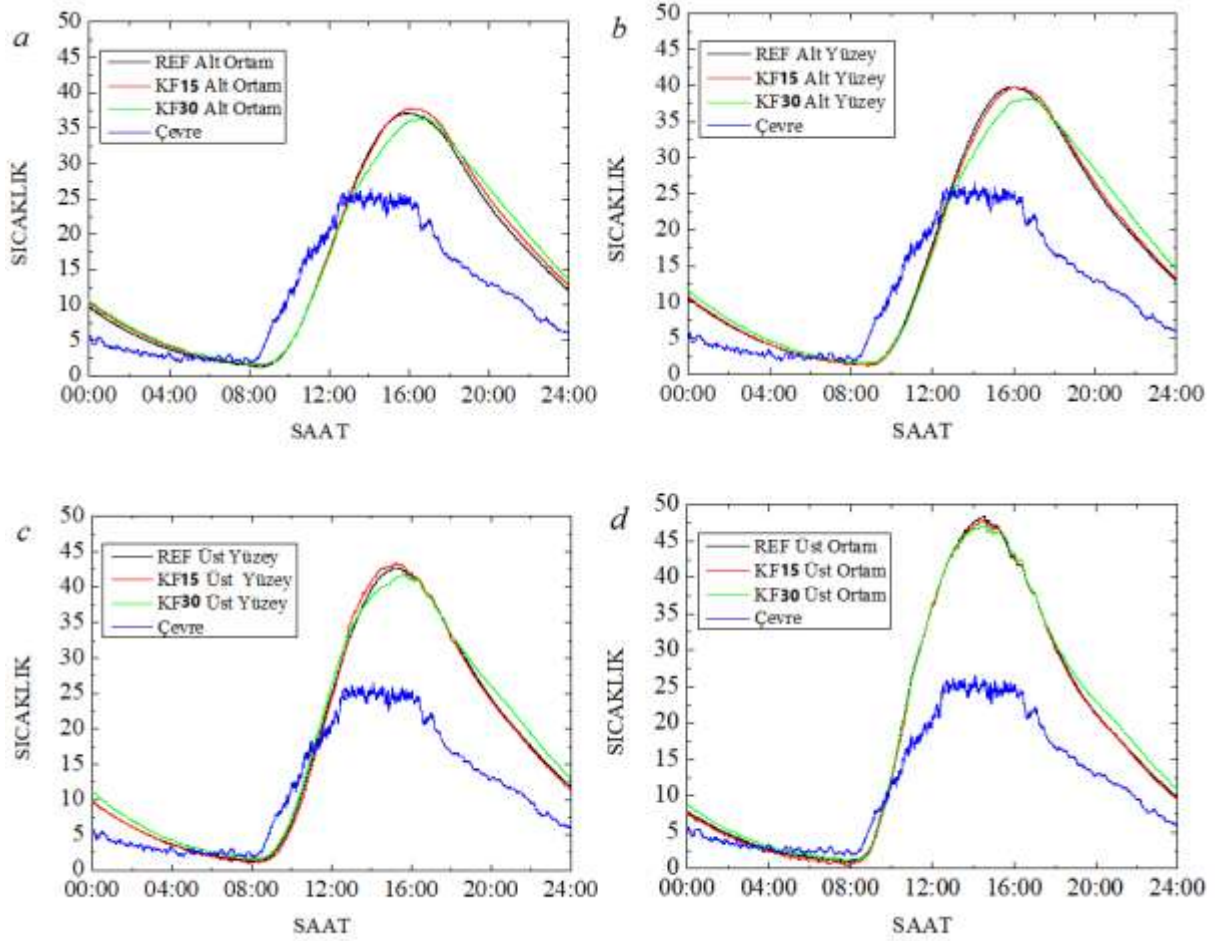 a
50
45
40
35
30
25
20
15
10
5
0
SICAKLIK
REF Alt Ortam
KF15 Alt Ortam
KF30 Alt Ortam
Çevre
00:00 04:00 08:00 12:00 16:00 20:00 24:00
SAAT
b
50
45
40
35
30
25
20
15
10
5
0
SICAKLIK
REF Alt Yüzey
KF15 Alt Yüzey
KF30 Alt Yüzey
Çevre
00:00 04:00 08:00 12:00 16:00 20:00 24:00
SAAT
c
50
45
40
35
30
25
20
15
10
5
0
SICAKLIK
REF Üst Yüzey
KF15 Üst Yüzey
KF30 Üst Yüzey
Çevre
00:00 04:00 08:00 12:00 16:00 20:00 24:00
SAAT
d
50
45
40
35
30
25
20
15
10
5
0
SICAKLIK
REF Üst Ortam
KF15 Üst Ortam
KF30 Üst Ortam
Çevre
00:00 04:00 08:00 12:00 16:00 20:00 24:00
SAAT